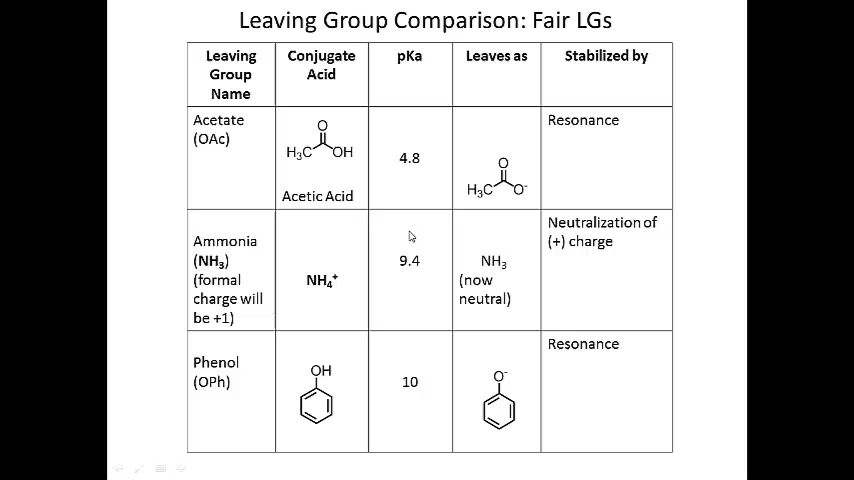 Leaving Group Comparison: Fair LGs
Leaving
Group
Name
Conjugate
Acid
pKa
Leaves as
Stabilized by
Acetate
(OAc)
O
H₃C
OH
Acetic Acid
4.8
O
H₃C
O⁻
Resonance
Ammonia
(NH₃)
(formal
charge will
be +1)
NH₄⁺
9.4
NH₃
(now
neutral)
Neutralization of
(+) charge
Phenol
(OPh)
OH
10
O⁻
Resonance